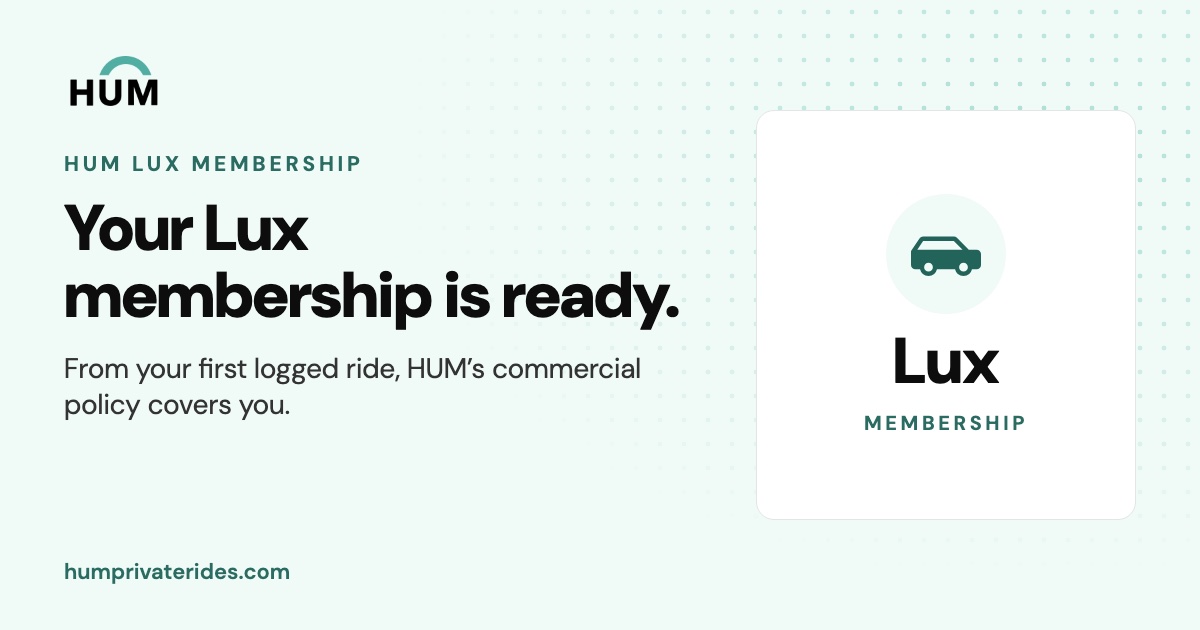 HUM
HUM LUX MEMBERSHIP
Your Lux
membership is ready.
From your first logged ride, HUM’s commercial
policy covers you.
humprivaterides.com
Lux
MEMBERSHIP